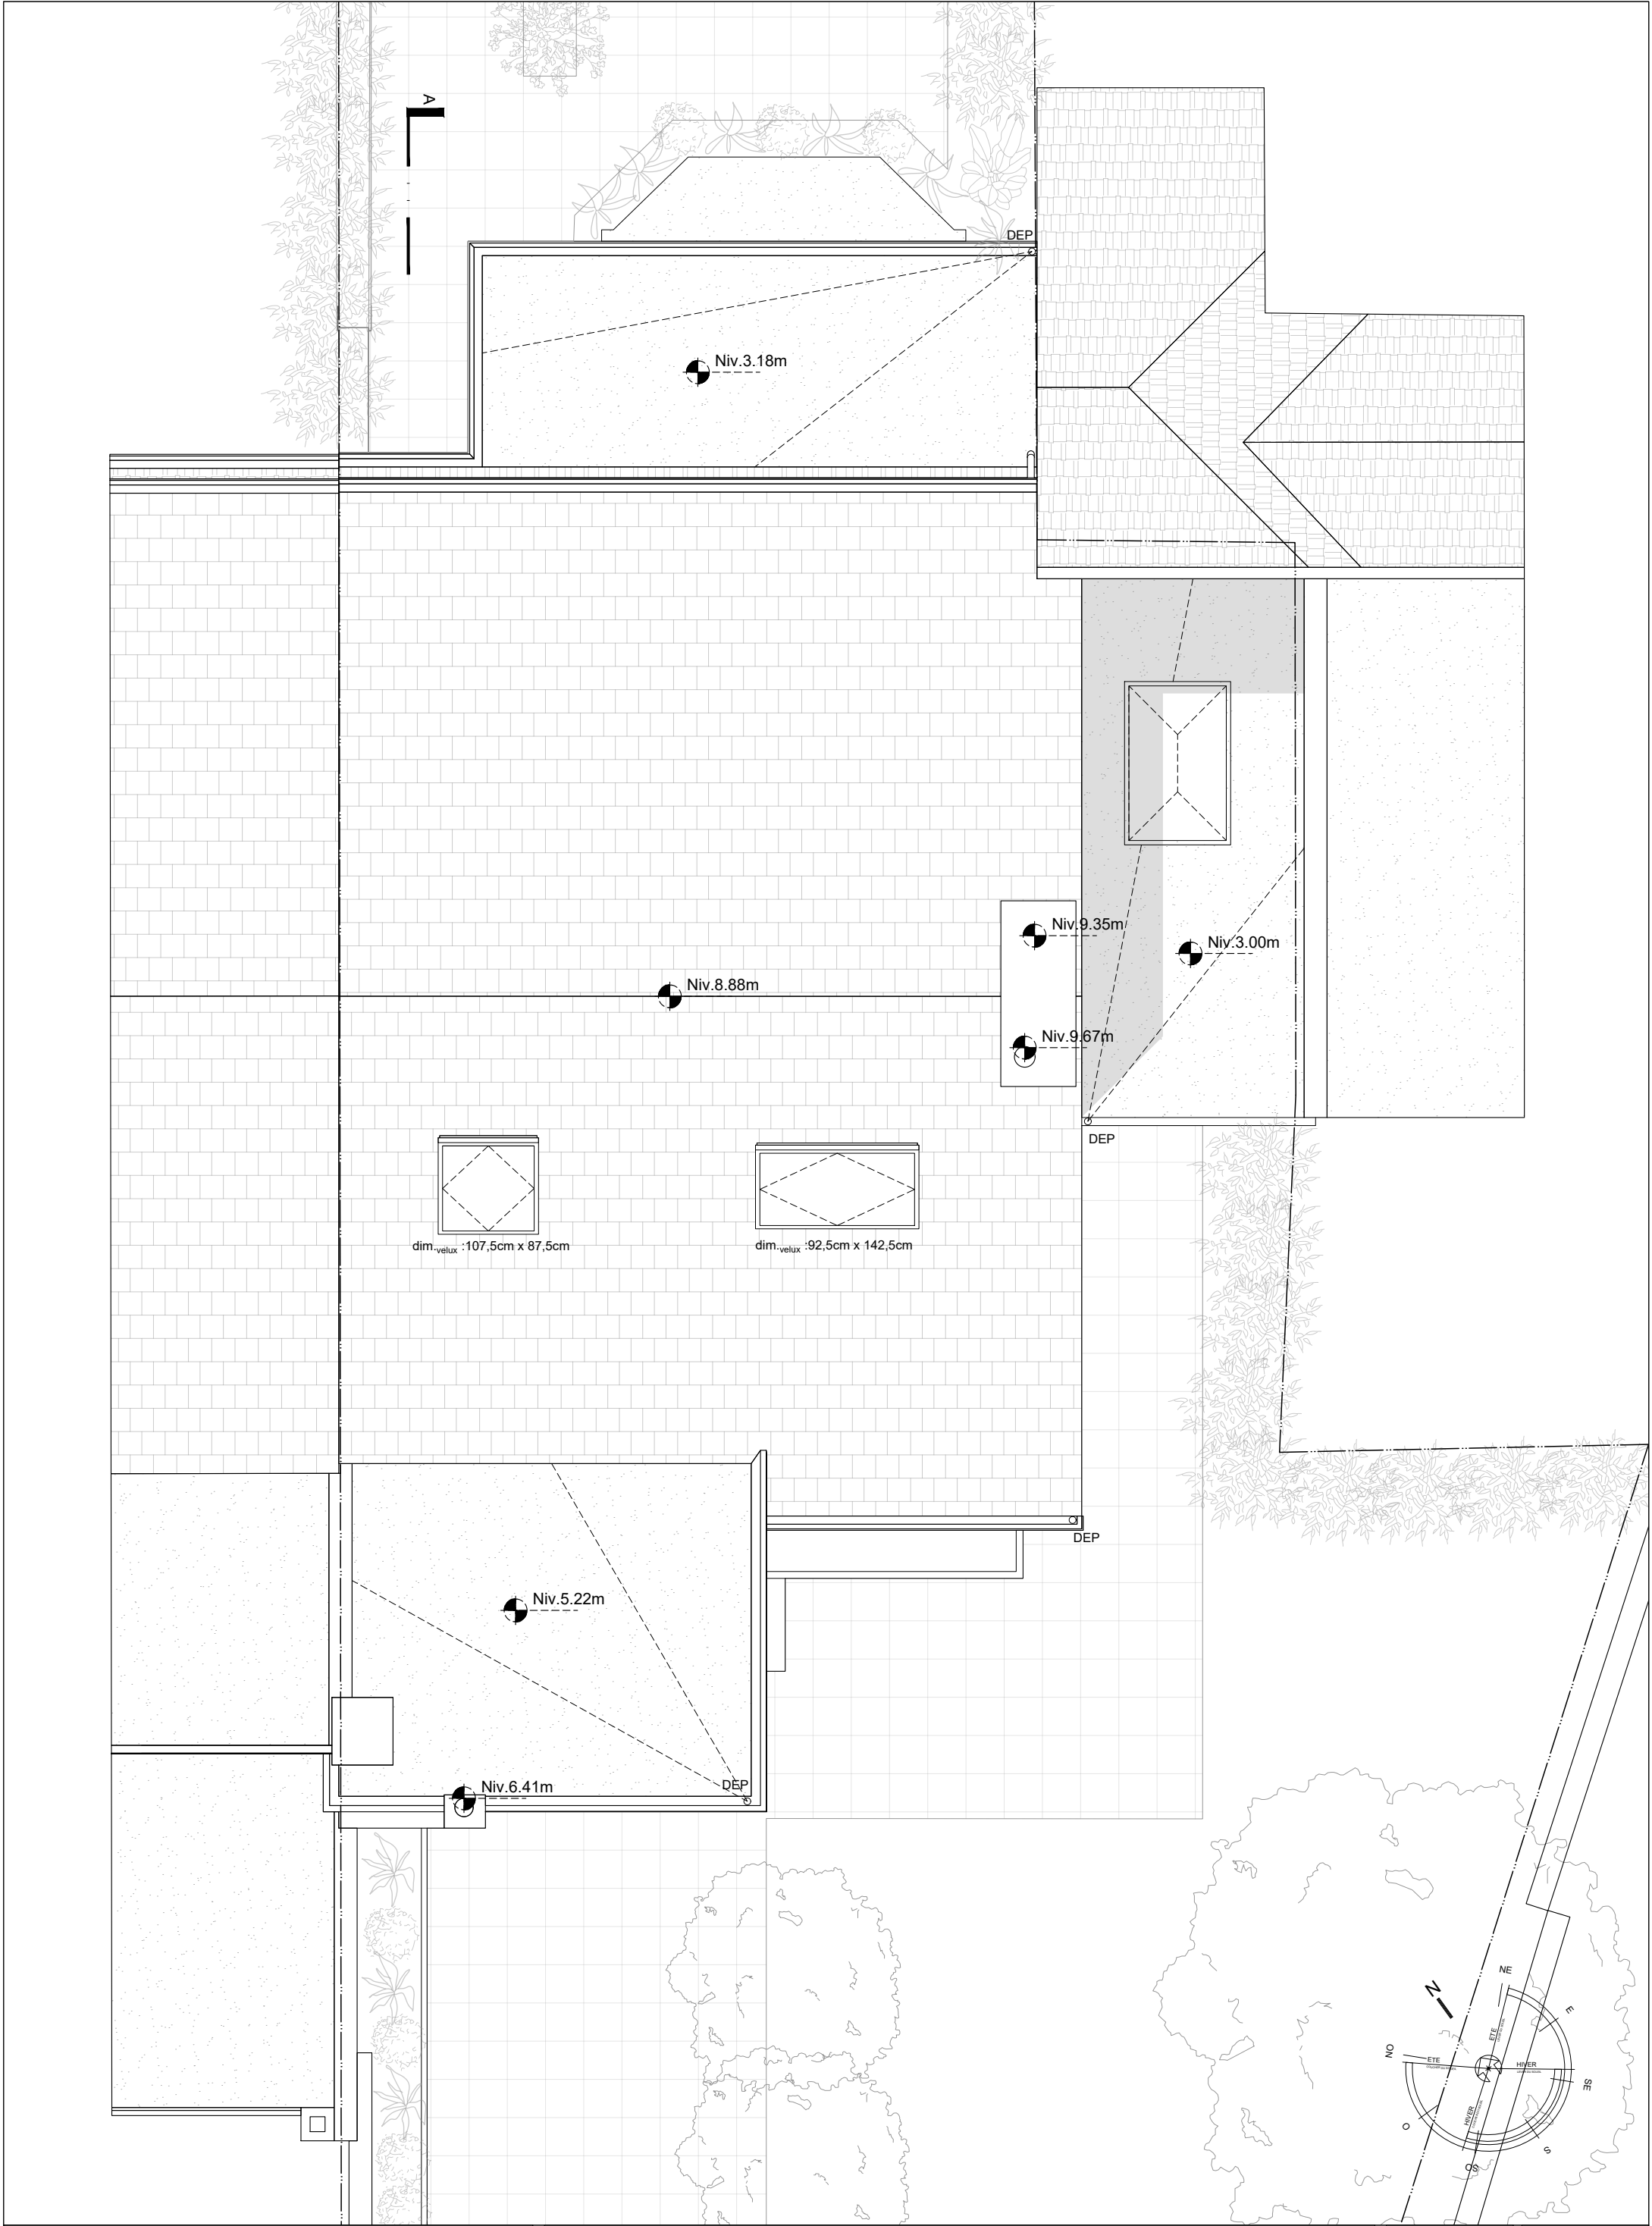 A
DEP
Niv.3.18m
Niv.9.35m
Niv.3.00m
Niv.8.88m
Niv.9.67m
DEP
dim.velux :107,5cm x 87,5cm
dim.velux :92,5cm x 142,5cm
DEP
Niv.5.22m
DEP
Niv.6.41m
N
NE
E
ETE
NO
ETE
HIVER
SE
HIVER
O
S
SO